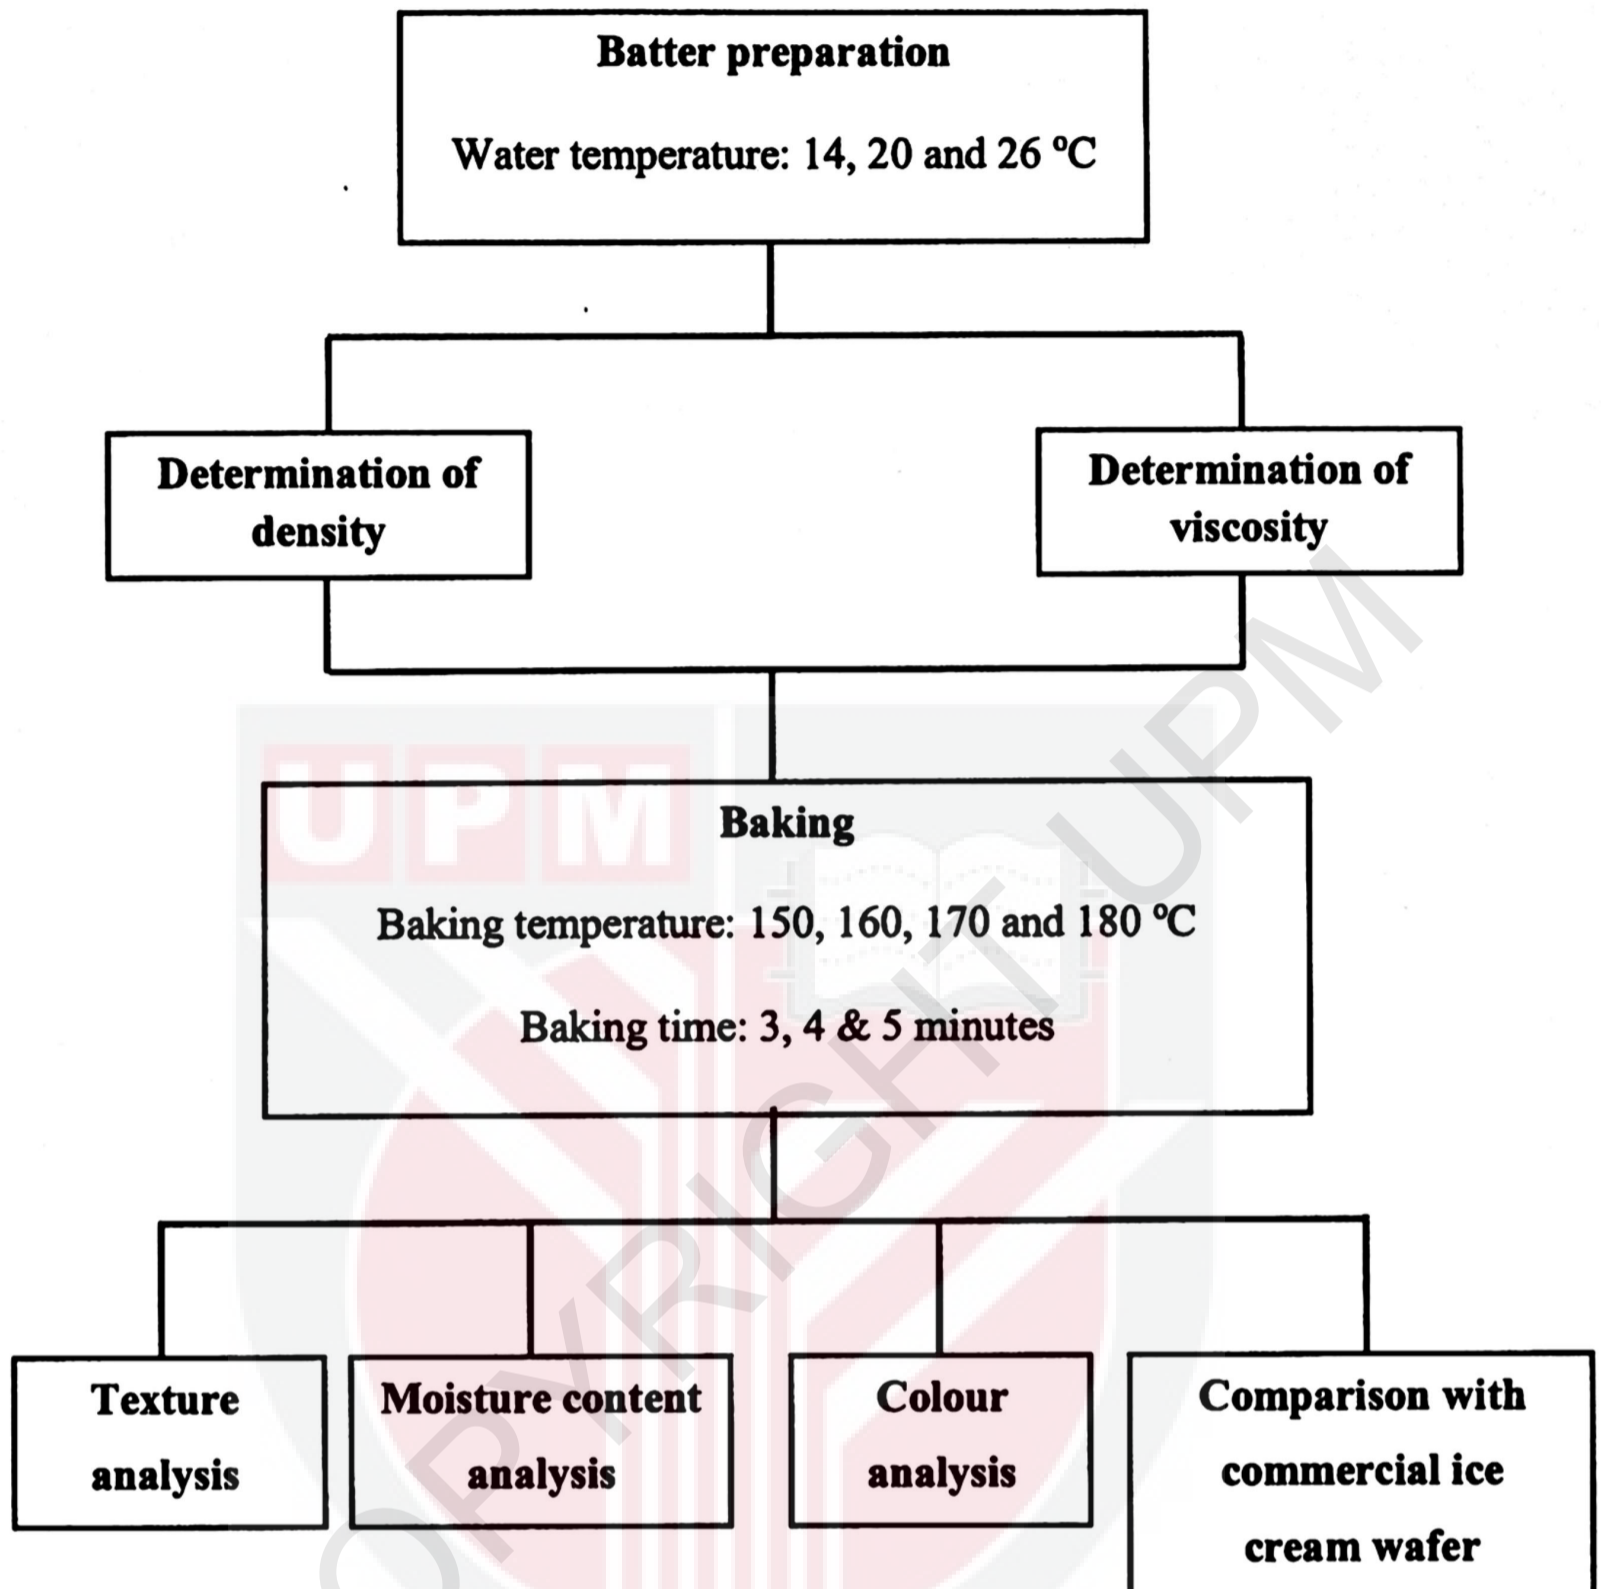 Batter preparation
Water temperature: 14, 20 and 26 ºC
Determination of
density
Determination of
viscosity
UPM
Baking
Baking temperature: 150, 160, 170 and 180 ºC
Baking time: 3, 4 & 5 minutes
Texture
analysis
Moisture content
analysis
Colour
analysis
Comparison with
commercial ice
cream wafer
OPYRIGHT UPM